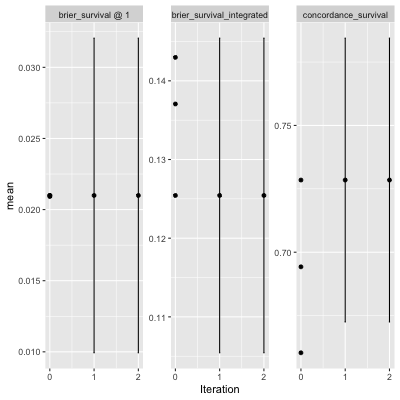 brier_survival @ 1
brier_survival_integrated
concordance_survival
mean
0.030
0.025
0.020
0.015
0.010
0.14
0.13
0.12
0.11
0.75
0.70
0 1 2
0 1 2
0 1 2
Iteration